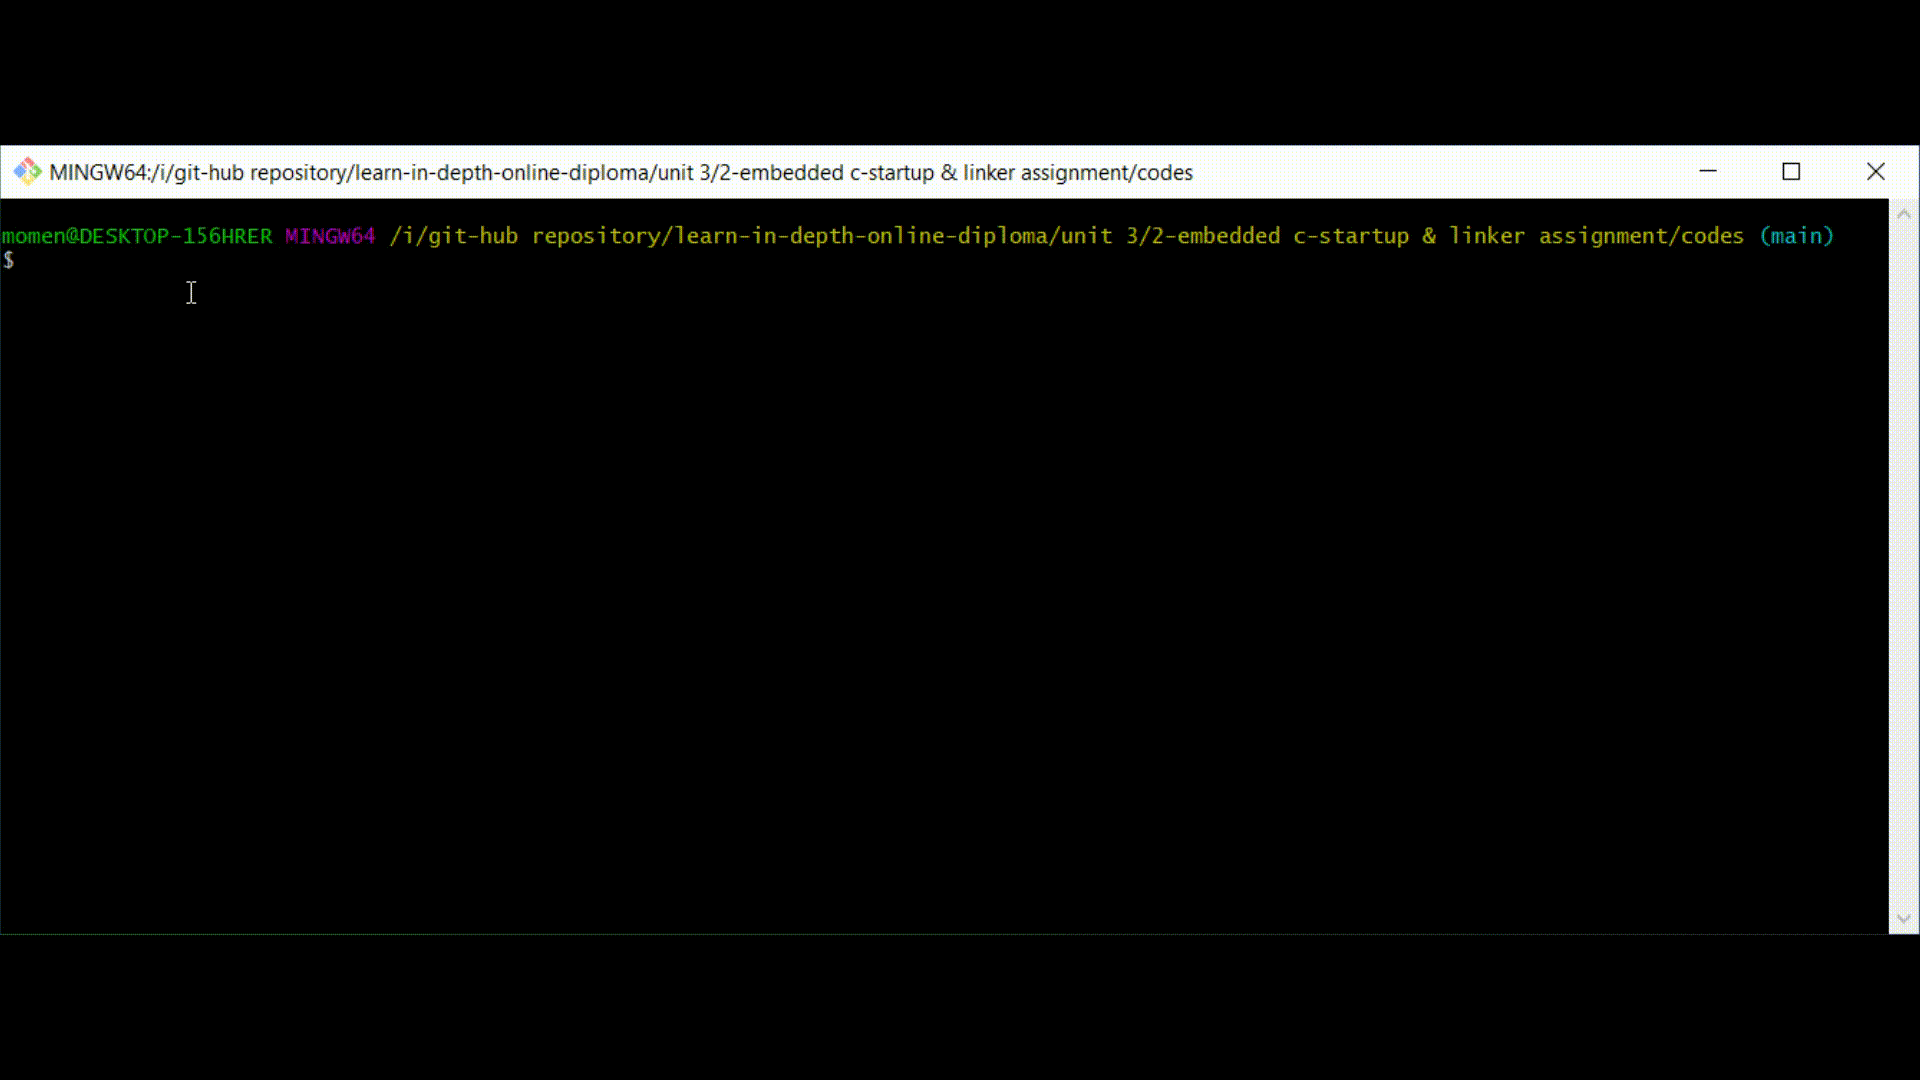 MINGW64:/i/git-hub repository/learn-in-depth-online-diploma/unit 3/2-embedded c-startup & linker assignment/codes
momen@DESKTOP-156HRER MINGW64 /i/git-hub repository/learn-in-depth-online-diploma/unit 3/2-embedded c-startup & linker assignment/codes (main)
$